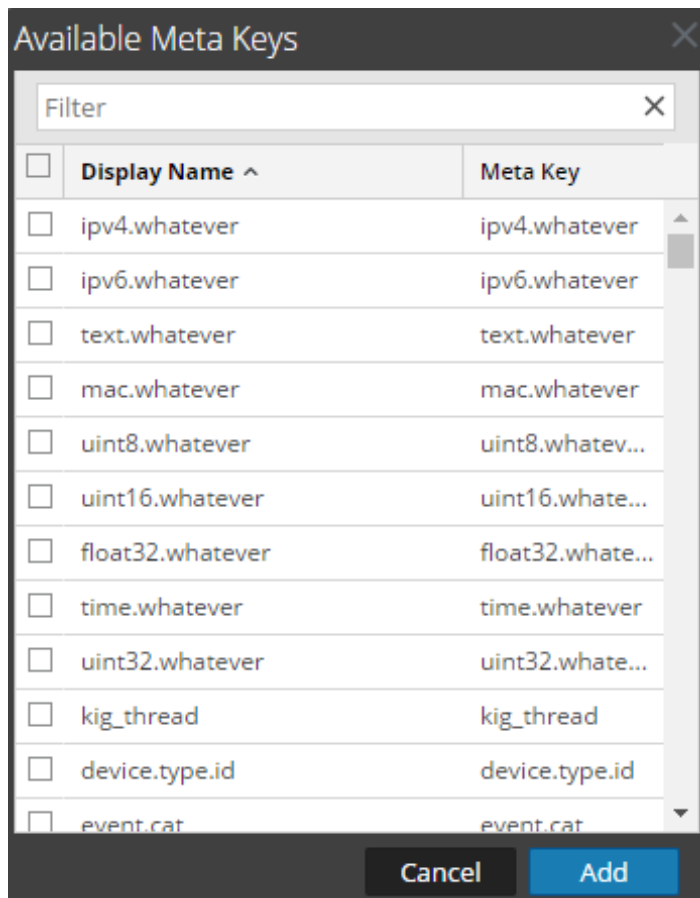 Available Meta Keys
Filter
Display Name Meta Key
ipv4.whatever ipv4.whatever
ipv6.whatever ipv6.whatever
text.whatever text.whatever
mac.whatever mac.whatever
uint8.whatever uint8.whatev...
uint16.whatever uint16.whate...
float32.whatever float32.whate...
time.whatever time.whatever
uint32.whatever uint32.whate...
kig_thread kig_thread
device.type.id device.type.id
event.cat event.cat
Cancel Add